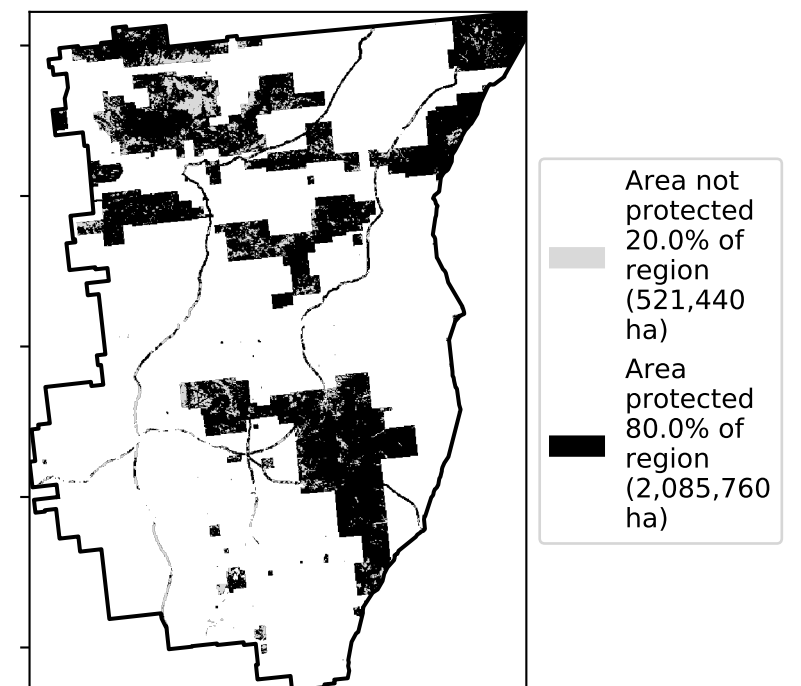 Area not
protected
20.0% of
region
(521,440
ha)
Area
protected
80.0% of
region
(2,085,760
ha)